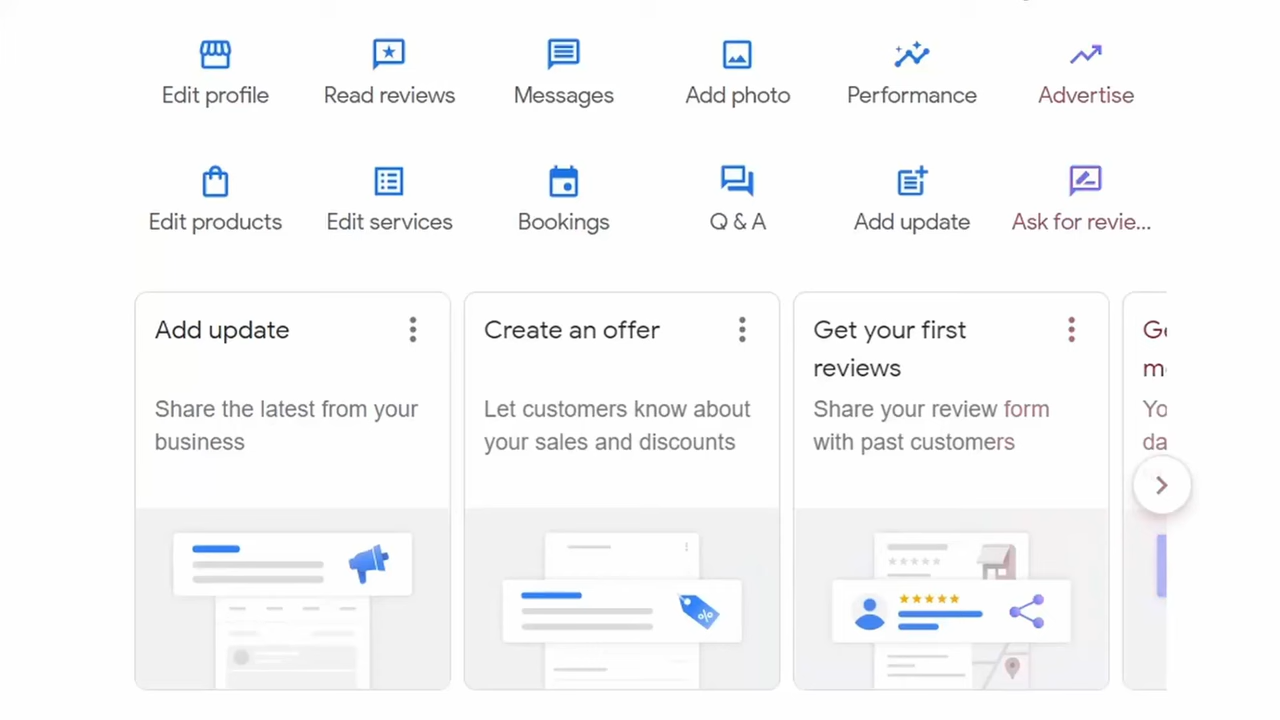 Edit profile
Read reviews
Messages
Add photo
Performance
Advertise
Edit products
Edit services
Bookings
Q & A
Add update
Ask for revie...
Add update
Share the latest from your
business
Create an offer
Let customers know about
your sales and discounts
Get your first
reviews
Share your review form
with past customers
Yo
da